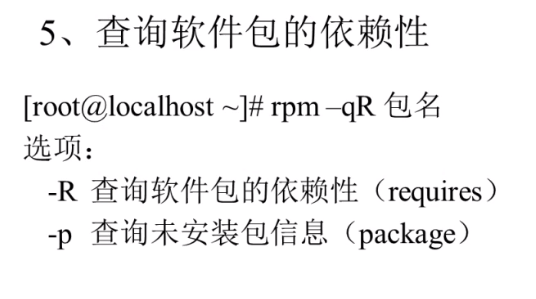 5、查询软件包的依赖性
[root@localhost ~]# rpm –qR 包名
选项：
-R 查询软件包的依赖性（requires）
-p 查询未安装包信息（package）